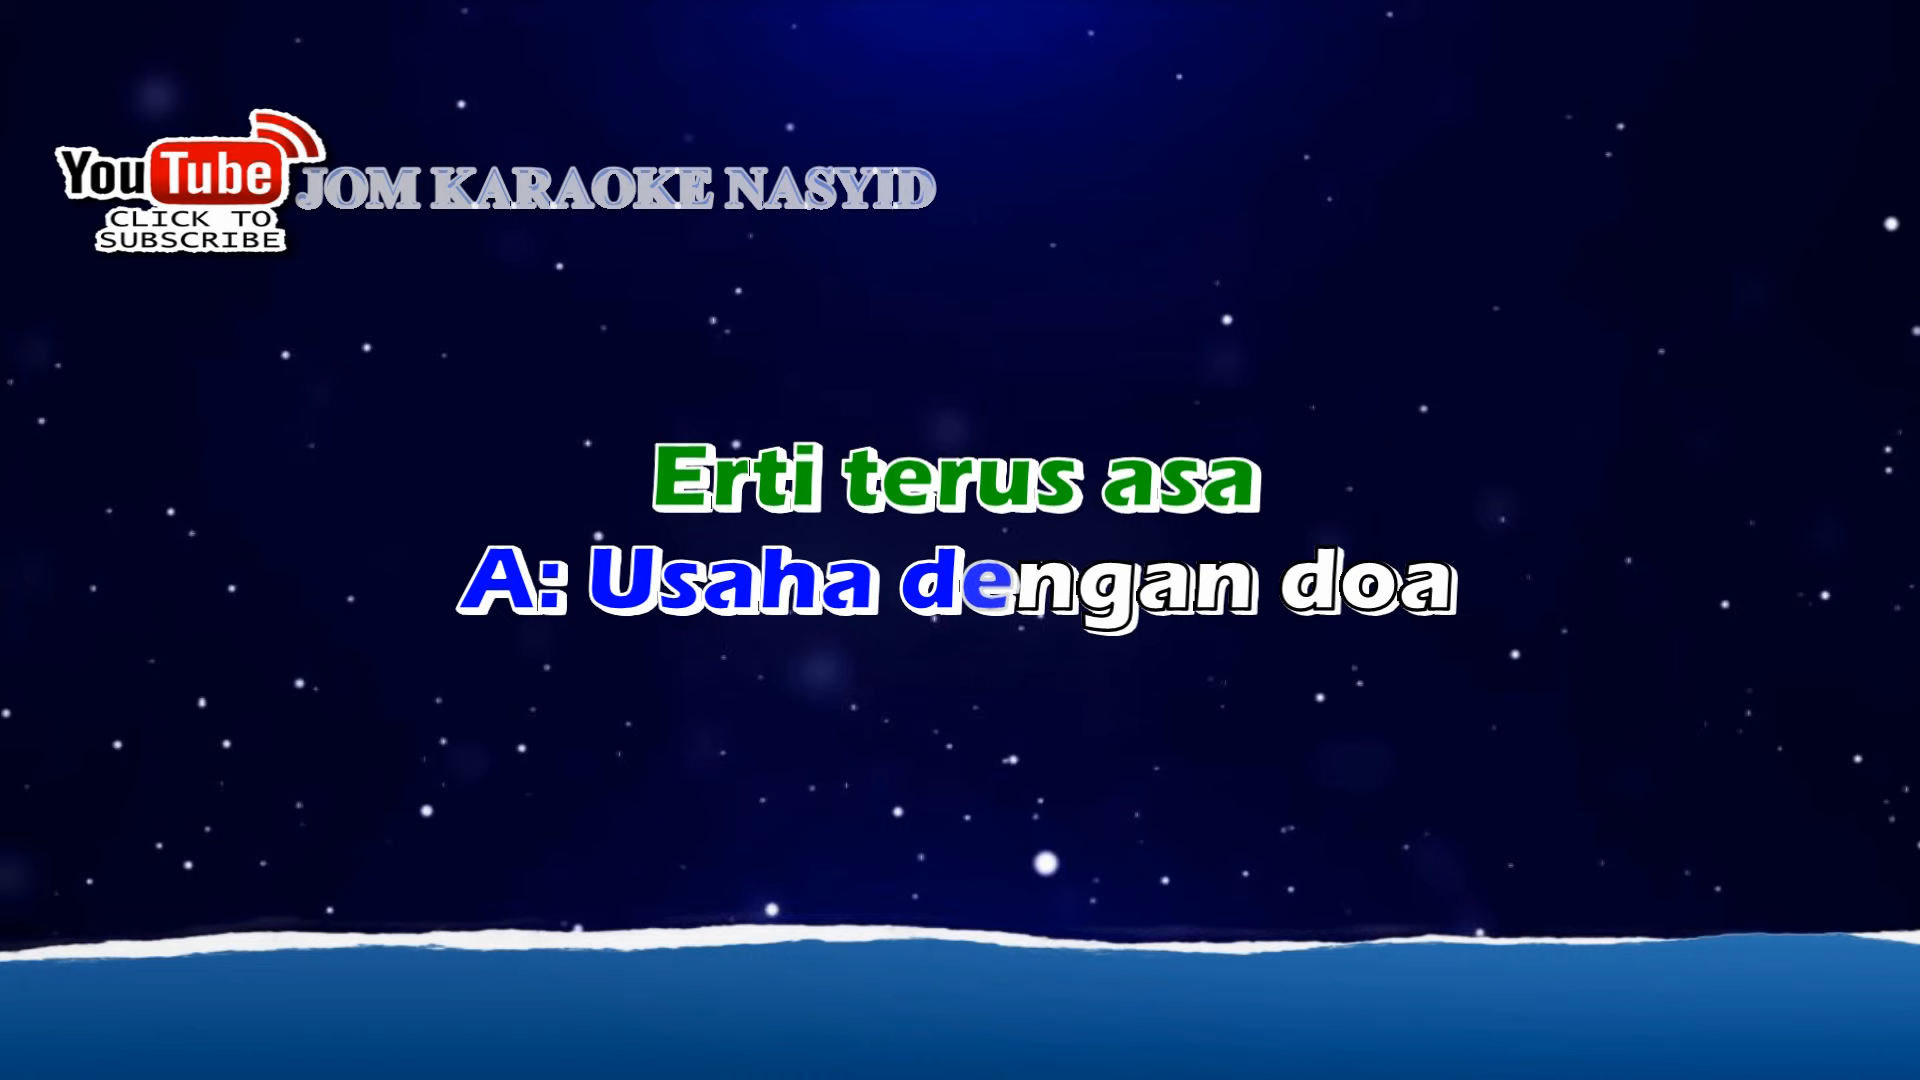 YouTube
CLICK TO
SUBSCRIBE
JOM KARAOKE NASYID
Erti terus asa
A: Usaha dengan doa